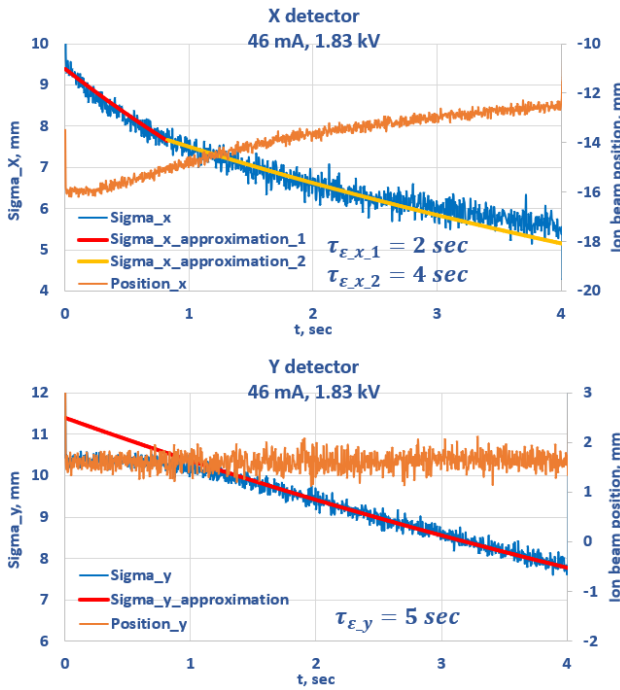 X detector
46 mA, 1.83 kV
10
9
8
7
6
5
4
Sigma_X, mm
-10
-12
-14
-16
-18
-20
Ion beam position, mm
Sigma_x
Sigma_x_approximation_1
Sigma_x_approximation_2
Position_x
τ_ε_x_1 = 2 sec
τ_ε_x_2 = 4 sec
0 1 2 3 4
t, sec
Y detector
46 mA, 1.83 kV
12
11
10
9
8
7
6
Sigma_y, mm
3
2
1
0
-1
-2
Ion beam position, mm
Sigma_y
Sigma_y_approximation
Position_y
τ_ε_y = 5 sec
0 1 2 3 4
t, sec